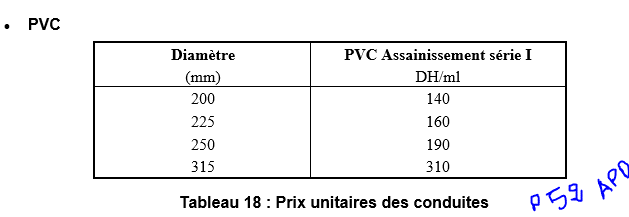 • PVC
Diamètre PVC Assainissement série I
(mm) DH/ml
200 140
225 160
250 190
315 310
Tableau 18 : Prix unitaires des conduites
P52 APD